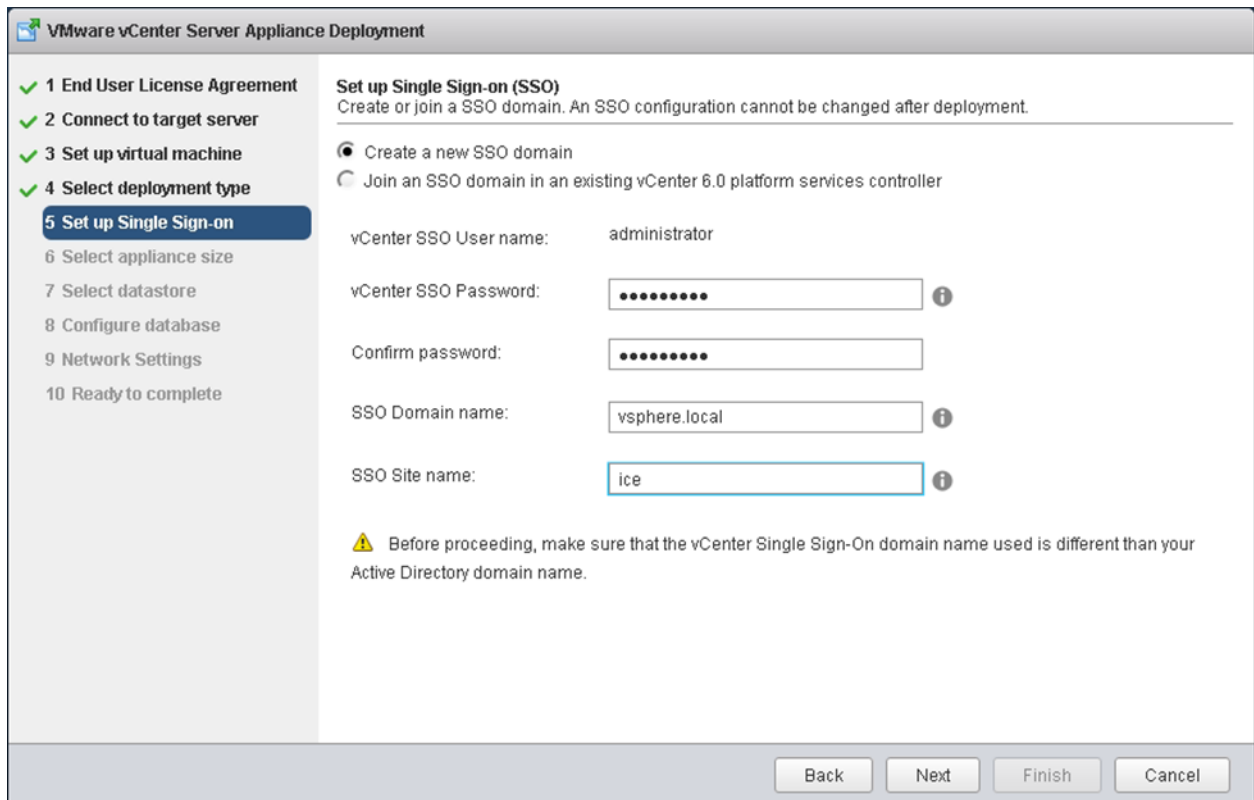 VMware vCenter Server Appliance Deployment
1 End User License Agreement
2 Connect to target server
3 Set up virtual machine
4 Select deployment type
5 Set up Single Sign-on
6 Select appliance size
7 Select datastore
8 Configure database
9 Network Settings
10 Ready to complete
Set up Single Sign-on (SSO)
Create or join a SSO domain. An SSO configuration cannot be changed after deployment.
Create a new SSO domain
Join an SSO domain in an existing vCenter 6.0 platform services controller
vCenter SSO User name: administrator
vCenter SSO Password: •••••••••
Confirm password: •••••••••
SSO Domain name: vsphere.local
SSO Site name: ice
Before proceeding, make sure that the vCenter Single Sign-On domain name used is different than your
Active Directory domain name.
Back Next Finish Cancel